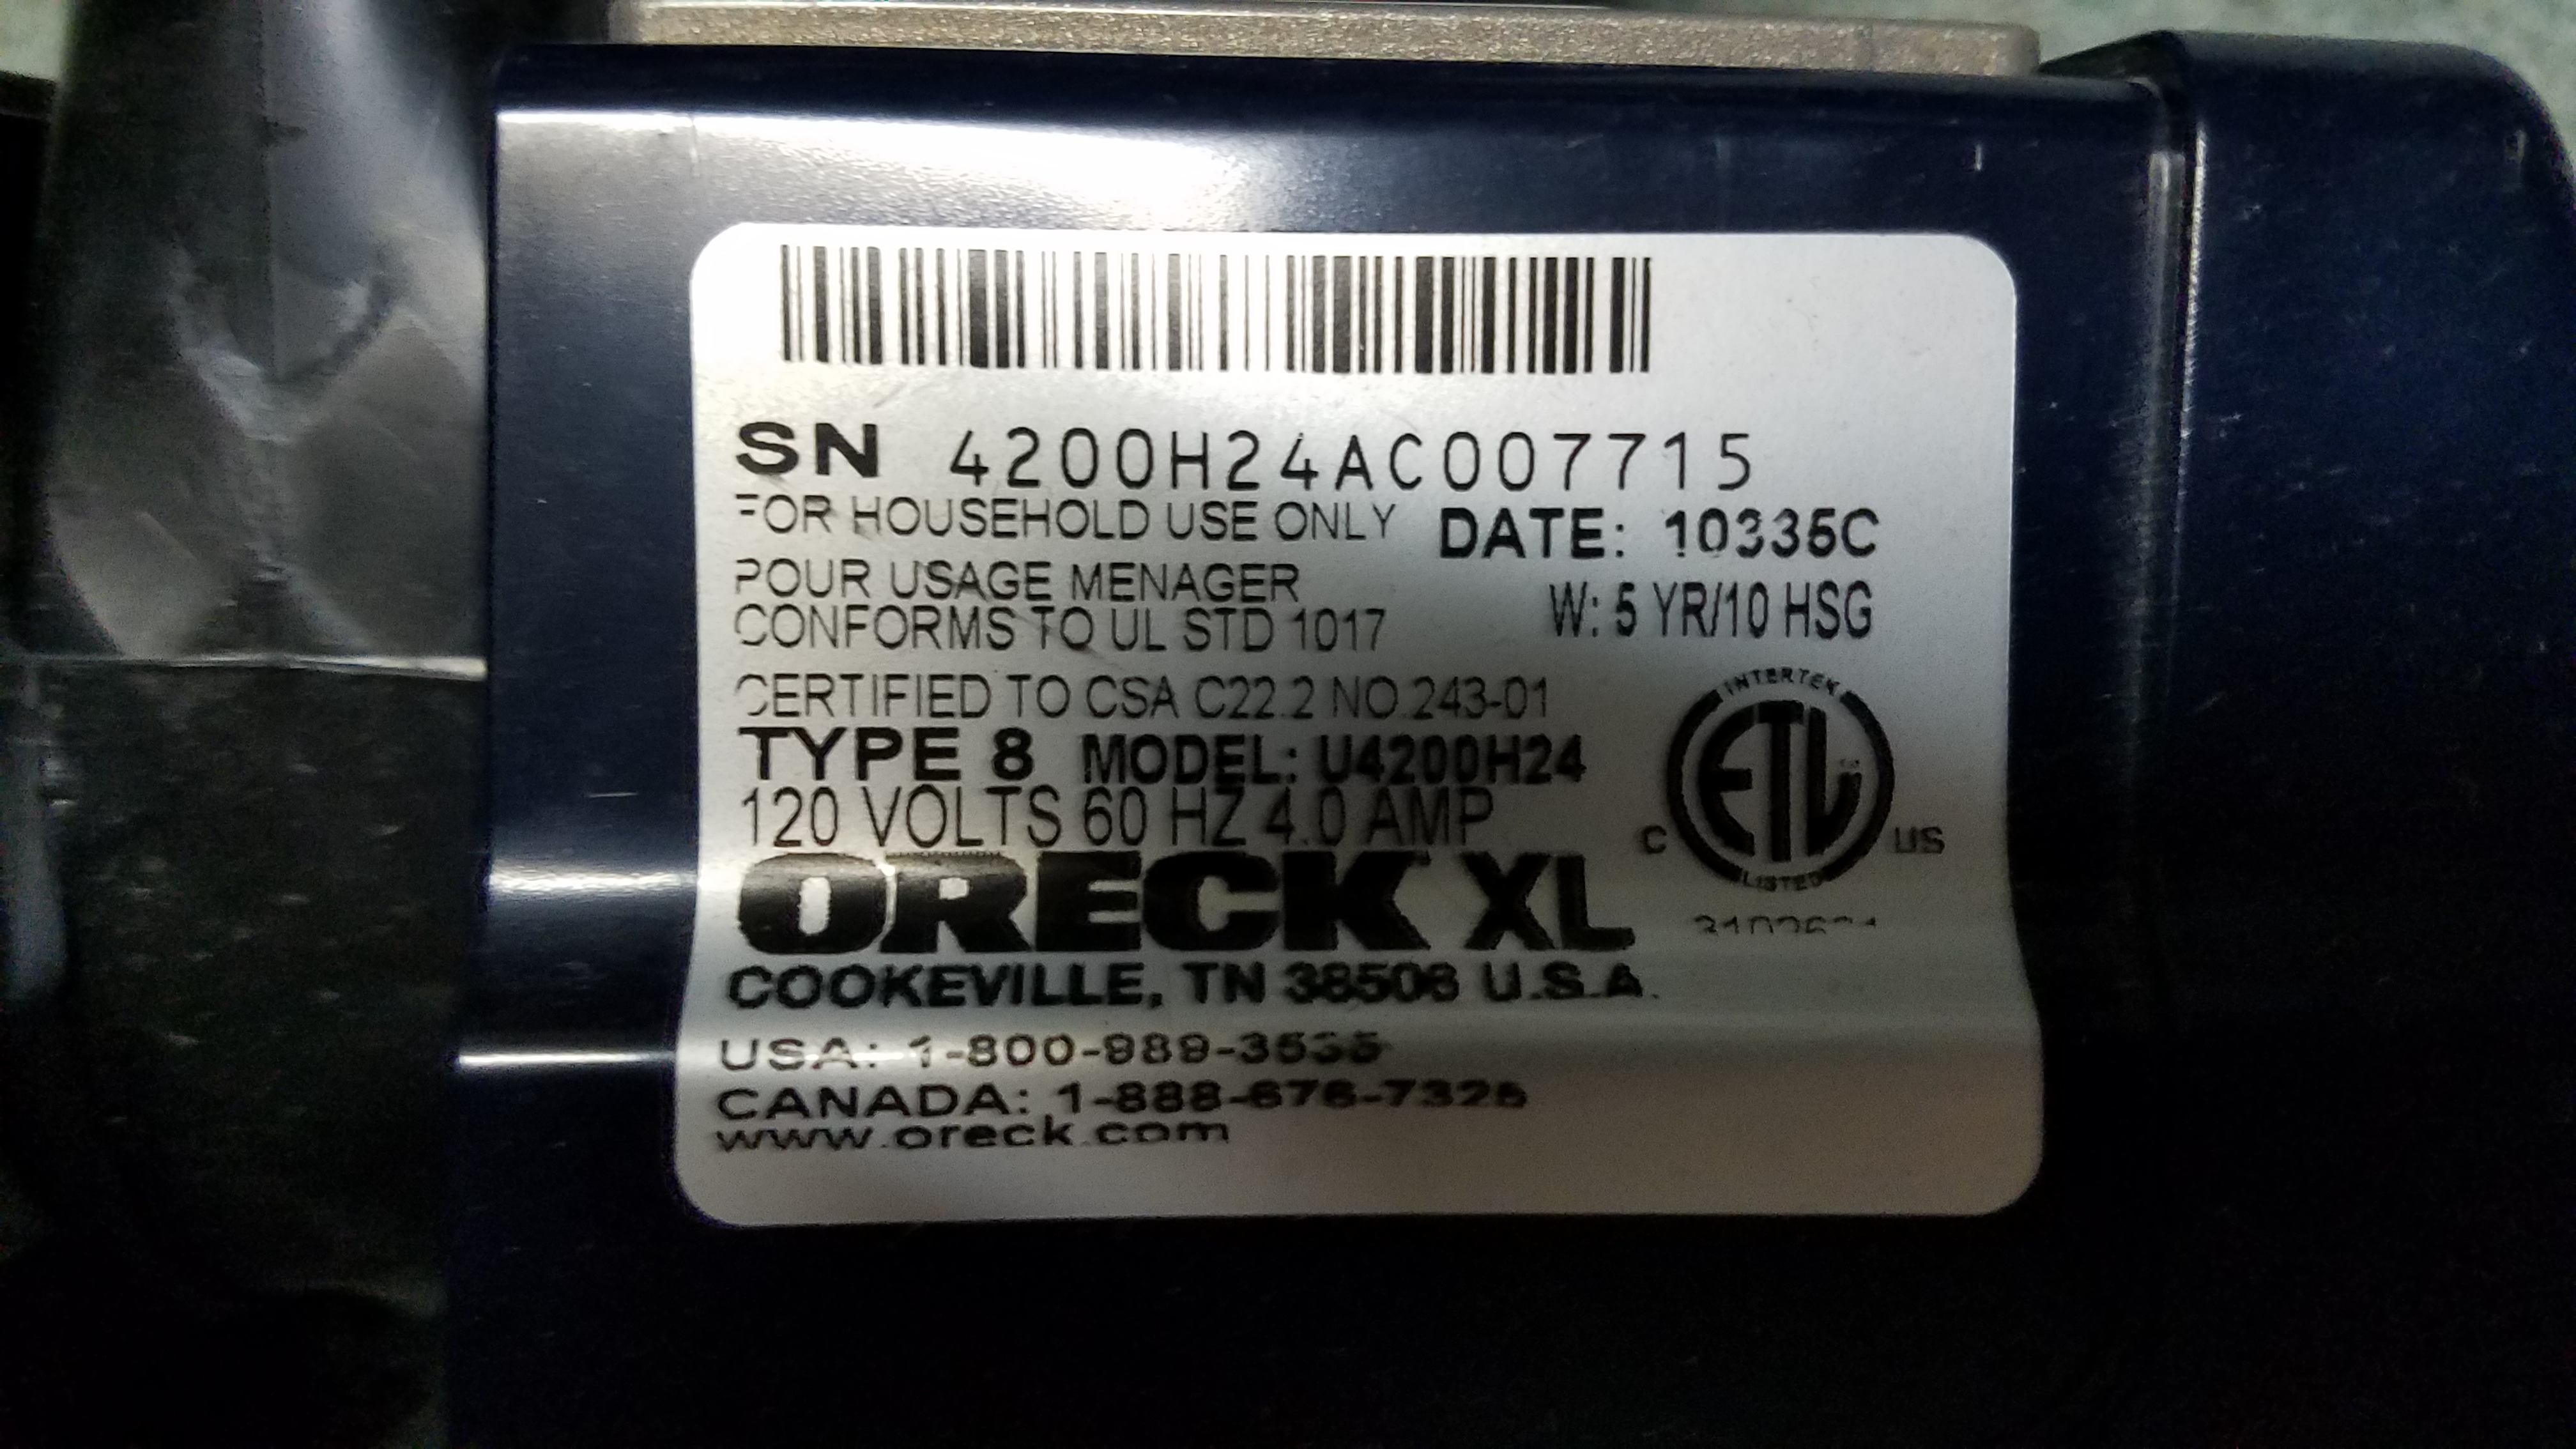 SN 4200H24AC007715
FOR HOUSEHOLD USE ONLY
DATE: 10335C
POUR USAGE MENAGER
W: 5 YR/10 HSG
CONFORMS TO UL STD 1017
CERTIFIED TO CSA C22.2 NO.243-01
TYPE 8 MODEL: U4200H24
120 VOLTS 60 HZ 4.0 AMP
INTERTEK
ETL
C US
LISTED
ORECK XL
COOKEVILLE, TN 38506 U.S.A.
USA: 1-800-989-3535
CANADA: 1-888-676-7325
www.oreck.com